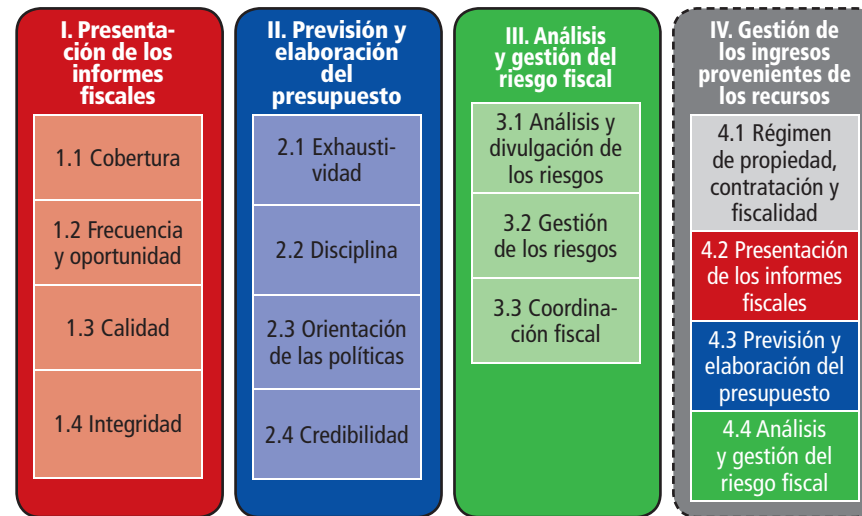 I. Presenta-
ción de los
informes
fiscales
1.1 Cobertura
1.2 Frecuencia
y oportunidad
1.3 Calidad
1.4 Integridad
II. Previsión y
elaboración
del
presupuesto
2.1 Exhausti-
vidad
2.2 Disciplina
2.3 Orientación
de las políticas
2.4 Credibilidad
III. Análisis
y gestión del
riesgo fiscal
3.1 Análisis y
divulgación de
los riesgos
3.2 Gestión
de los riesgos
3.3 Coordina-
ción fiscal
IV. Gestión de
los ingresos
provenientes de
los recursos
4.1 Régimen
de propiedad,
contratación y
fiscalidad
4.2 Presentación
de los informes
fiscales
4.3 Previsión y
elaboración del
presupuesto
4.4 Análisis
y gestión del
riesgo fiscal